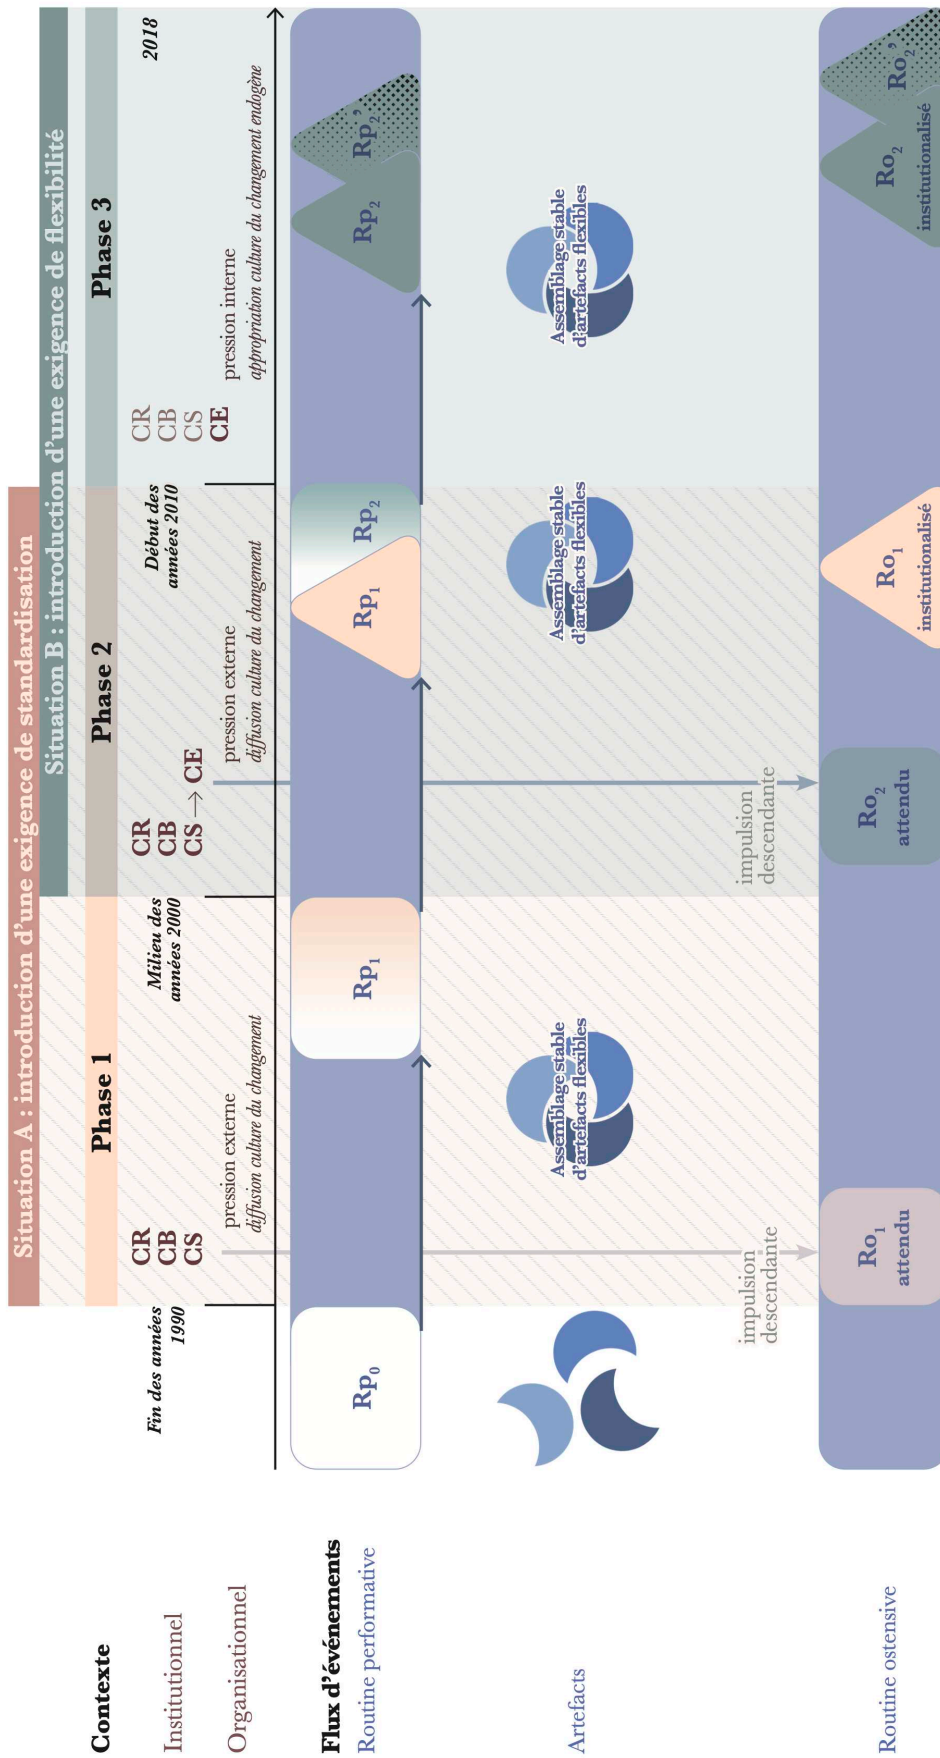 Situation A : introduction d'une exigence de standardisation
Situation B : introduction d'une exigence de flexibilité
Contexte
Phase 1
Phase 2
Phase 3
Institutionnel
Fin des années
1990
CR
CB
CS
Milieu des
années 2000
CR
CB
CS → CE
Début des
années 2010
CR
CB
CS
CE
2018
Organisationnel
pression externe
diffusion culture du changement
pression externe
diffusion culture du changement
pression interne
appropriation culture du changement endogène
Flux d'événements
Routine performative
Rp0
Rp1
Rp1
Rp2
Rp2
Rp2'
Artefacts
Assemblage stable
d'artefacts flexibles
Assemblage stable
d'artefacts flexibles
Assemblage stable
d'artefacts flexibles
impulsion
descendante
impulsion
descendante
Routine ostensive
Ro1
attendu
Ro2
attendu
Ro1
institutionalisé
Ro2
institutionalisé
Ro2'